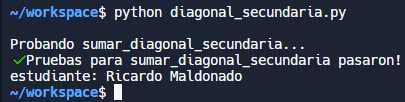 ~/workspace$ python diagonal_secundaria.py
Probando sumar_diagonal_secundaria...
✓Pruebas para sumar_diagonal_secundaria pasaron!
estudiante: Ricardo Maldonado
~/workspace$